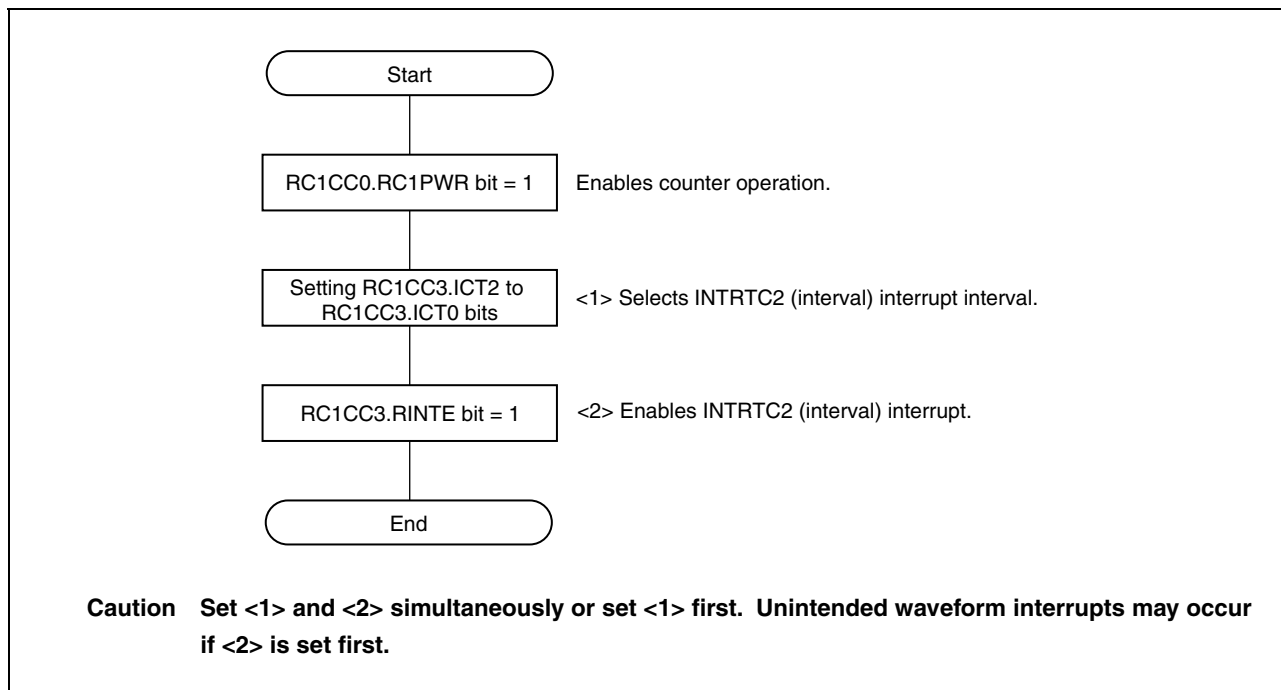 Start
RC1CC0.RC1PWR bit = 1 Enables counter operation.
Setting RC1CC3.ICT2 to
RC1CC3.ICT0 bits
<1> Selects INTRTC2 (interval) interrupt interval.
RC1CC3.RINTE bit = 1 <2> Enables INTRTC2 (interval) interrupt.
End
Caution Set <1> and <2> simultaneously or set <1> first. Unintended waveform interrupts may occur
if <2> is set first.